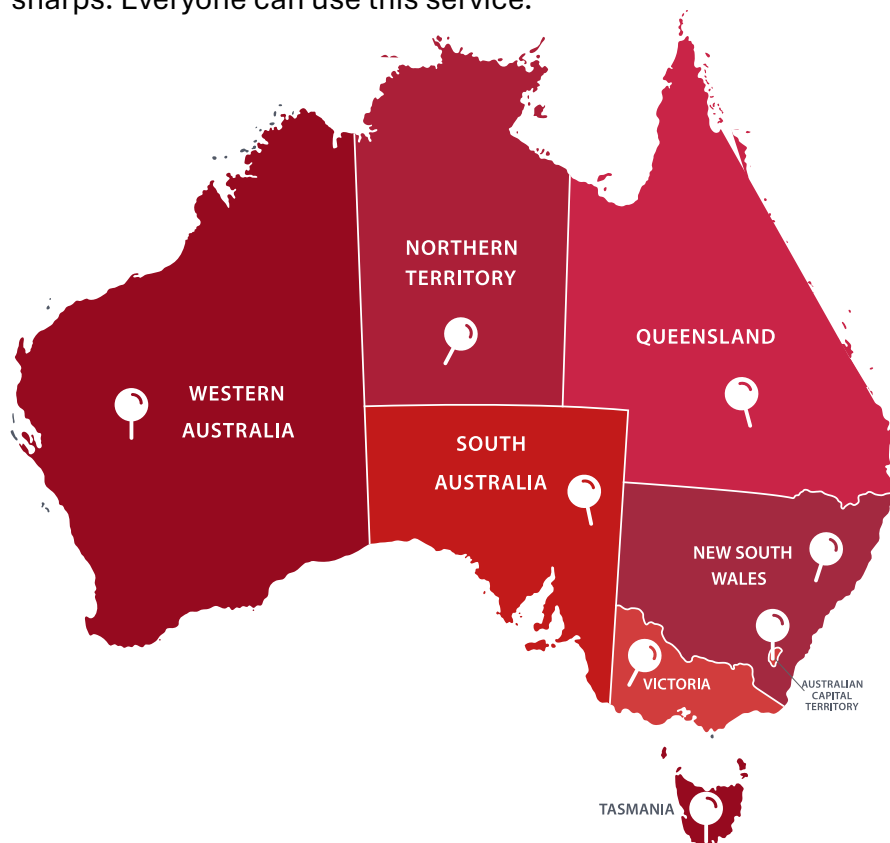 sharps. Everyone can use this service.
NORTHERN
TERRITORY
QUEENSLAND
WESTERN
AUSTRALIA
SOUTH
AUSTRALIA
NEW SOUTH
WALES
VICTORIA
AUSTRALIAN
CAPITAL
TERRITORY
TASMANIA